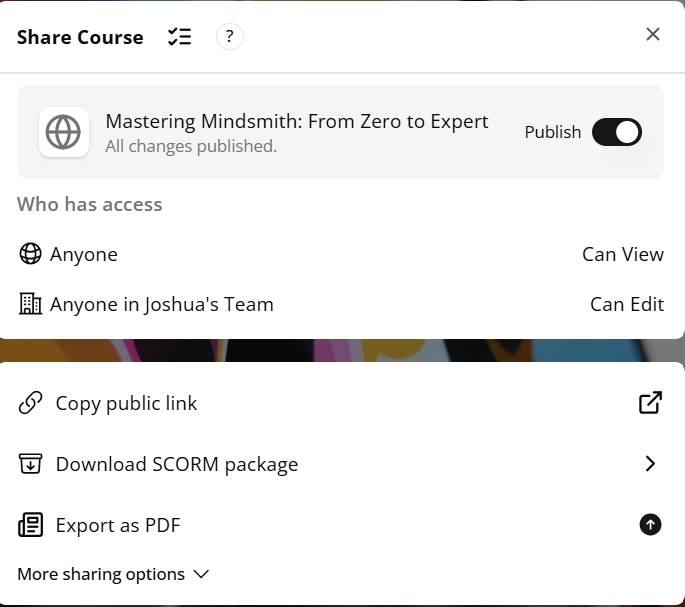 Share Course
?
Mastering Mindsmith: From Zero to Expert
All changes published.
Publish
Who has access
Anyone
Can View
Anyone in Joshua's Team
Can Edit
Copy public link
Download SCORM package
Export as PDF
More sharing options